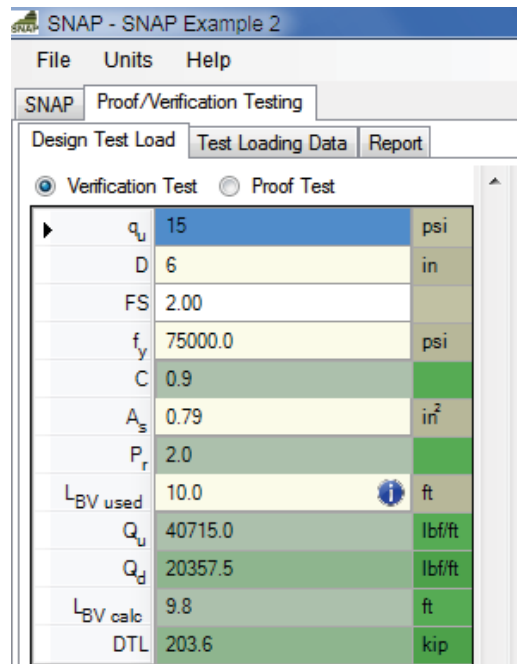 SNAP SNAP - SNAP Example 2
File Units Help
SNAP Proof/Verification Testing
Design Test Load Test Loading Data Report
Verification Test Proof Test
qu 15 psi
D 6 in
FS 2.00
fy 75000.0 psi
C 0.9
As 0.79 in²
Pr 2.0
LBV used 10.0 i ft
Qu 40715.0 lbf/ft
Qd 20357.5 lbf/ft
LBV calc 9.8 ft
DTL 203.6 kip